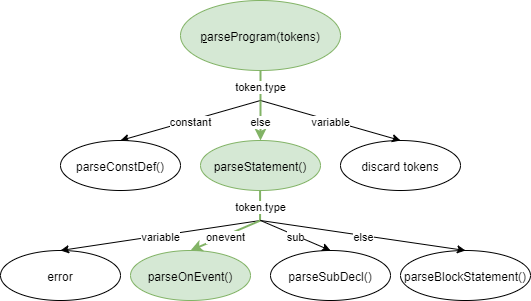 parseProgram(tokens)
token.type
constant
else
variable
parseConstDef()
parseStatement()
discard tokens
token.type
variable
onevent
sub
else
error
parseOnEvent()
parseSubDecl()
parseBlockStatement()